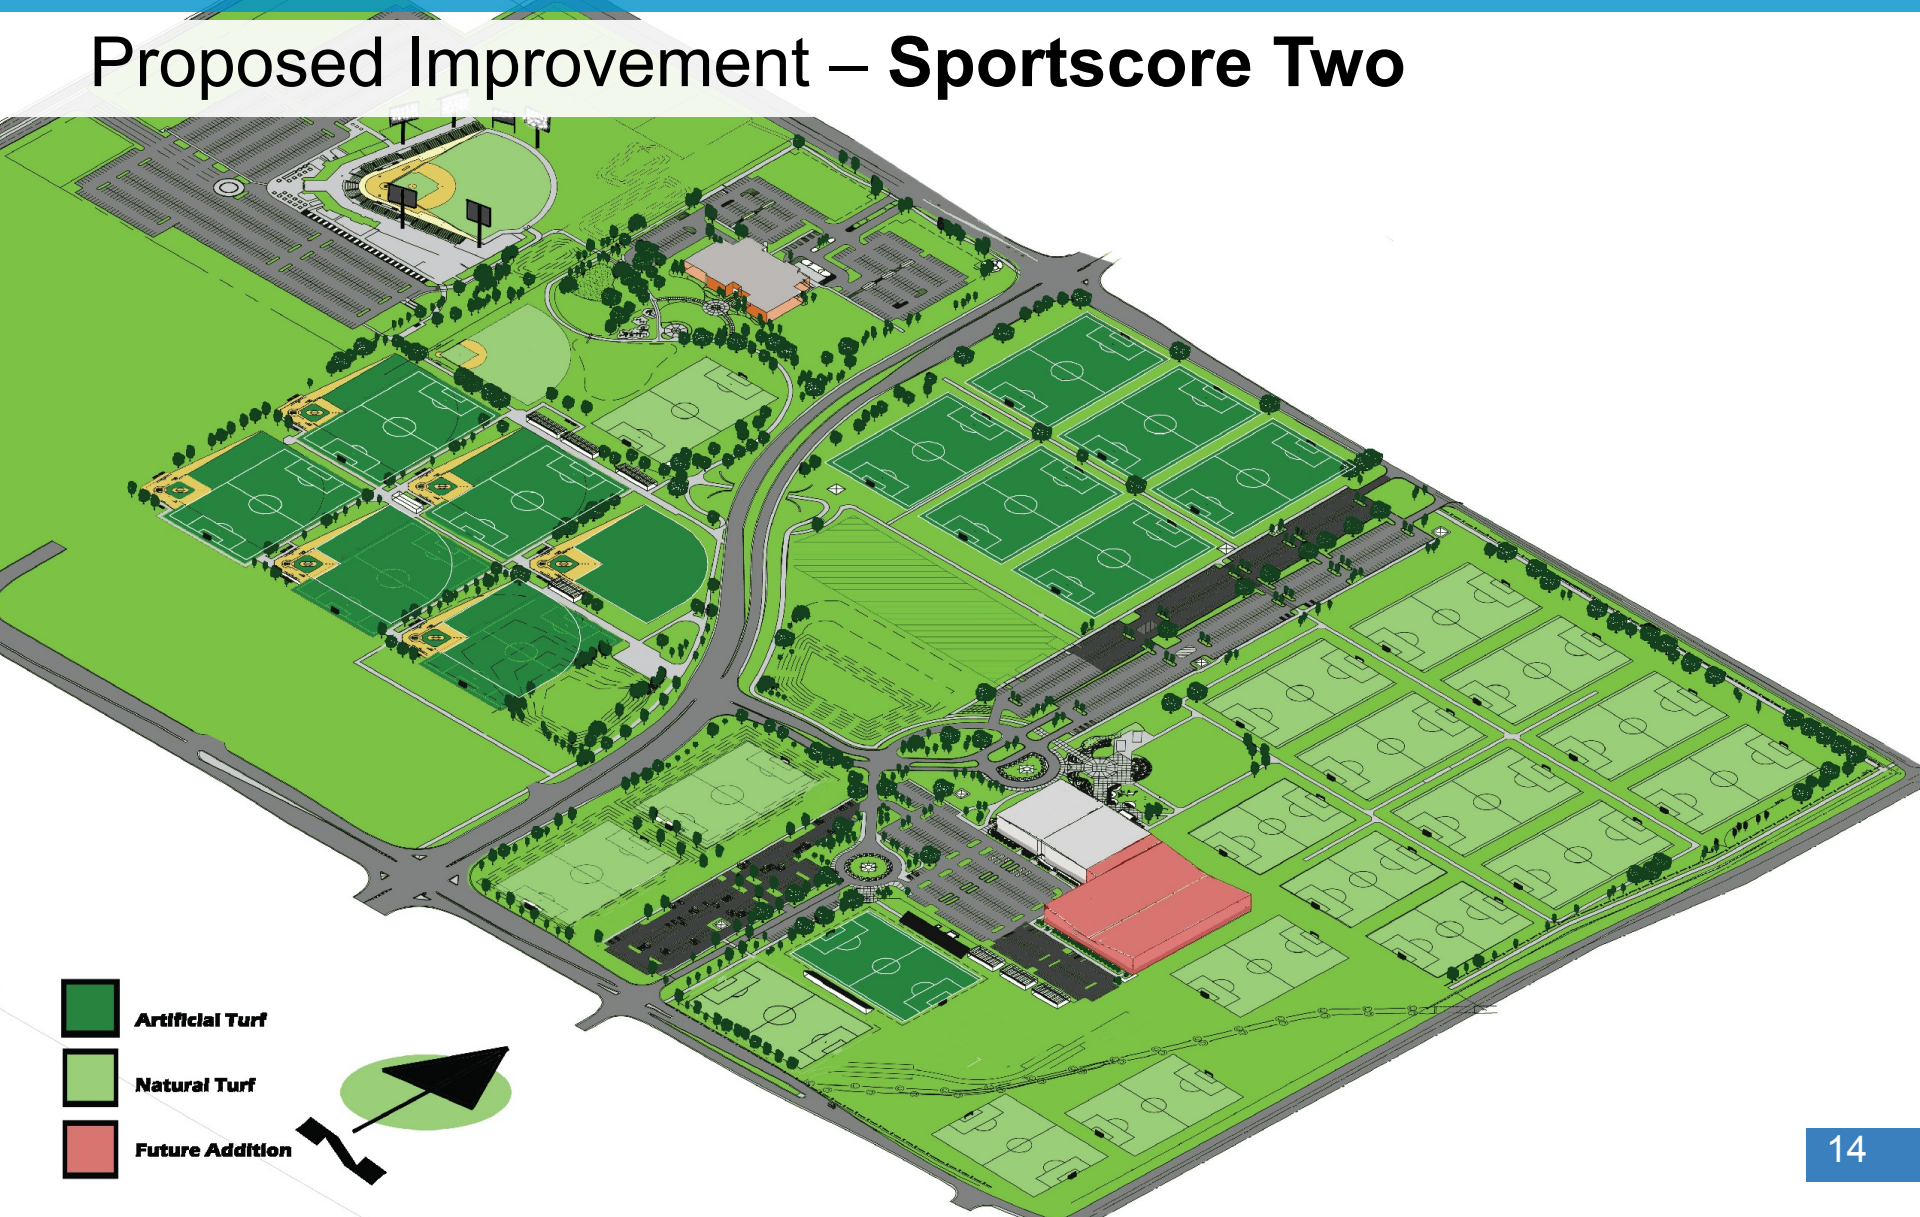 Proposed Improvement – Sportscore Two
Artificial Turf
Natural Turf
Future Addition
14